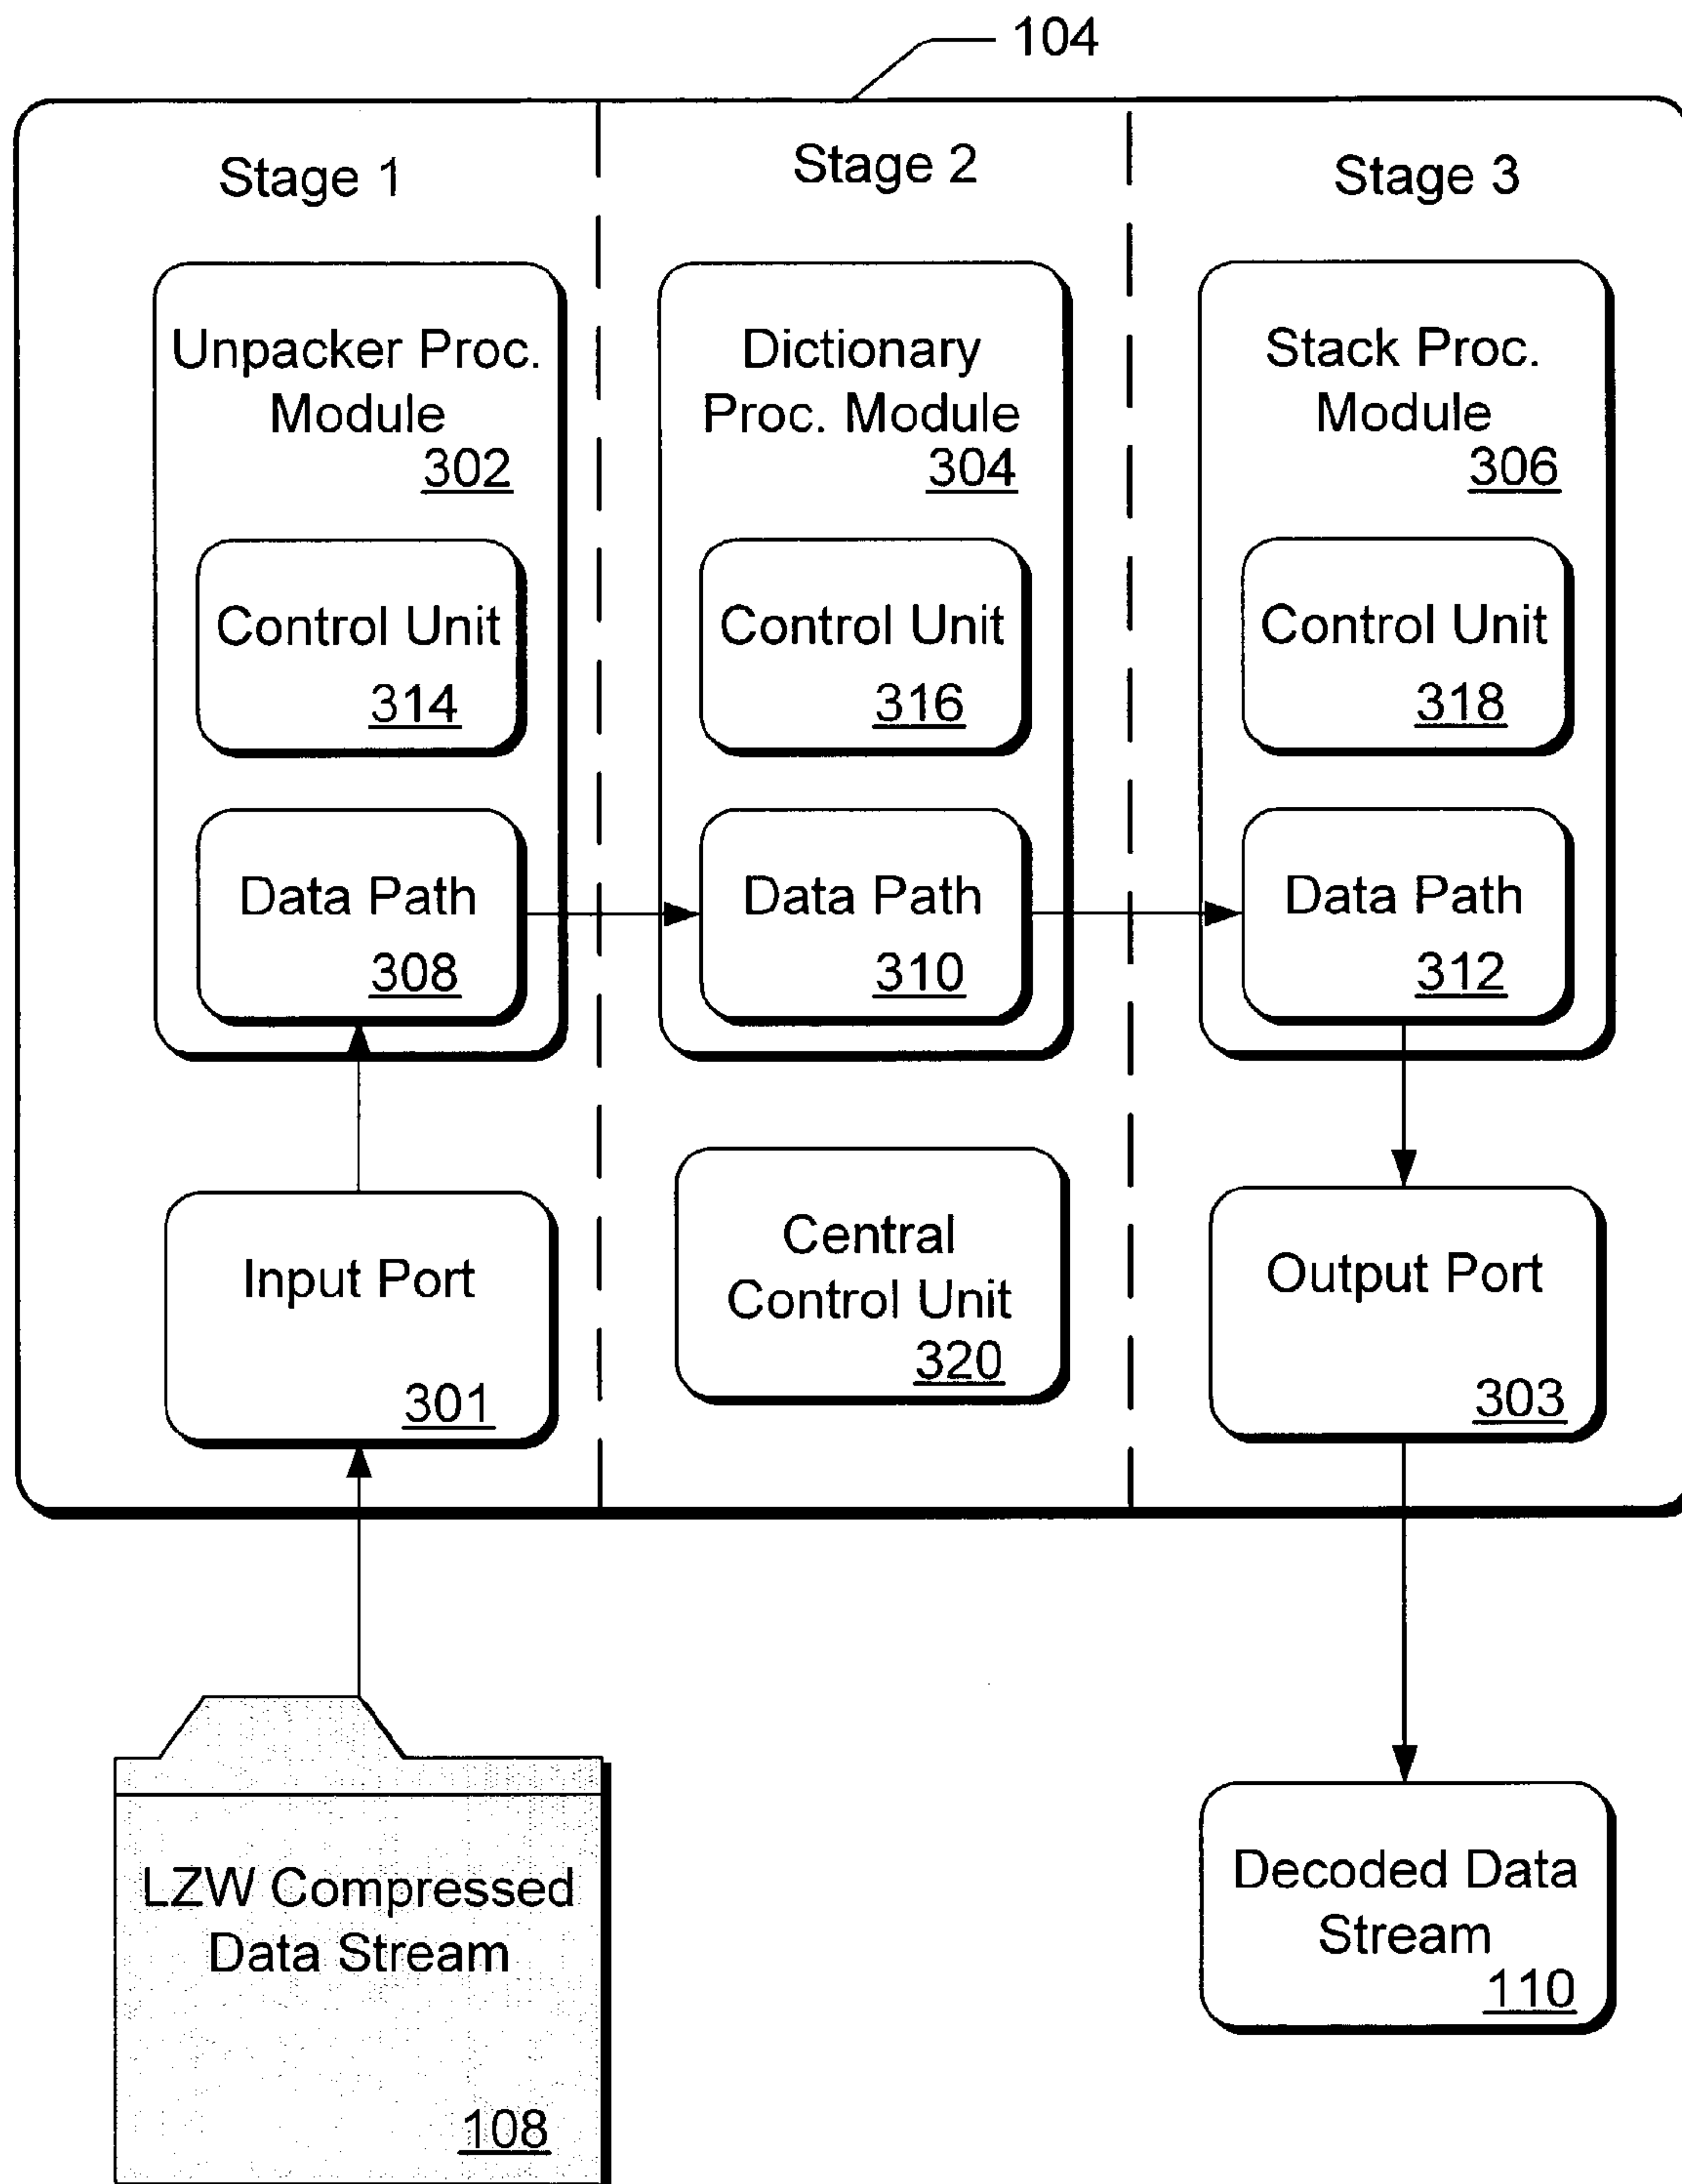 104
Stage 1
Stage 2
Stage 3
Unpacker Proc.
Module
302
Control Unit
314
Data Path
308
Dictionary
Proc. Module
304
Control Unit
316
Data Path
310
Stack Proc.
Module
306
Control Unit
318
Data Path
312
Input Port
301
Central
Control Unit
320
Output Port
303
LZW Compressed
Data Stream
108
Decoded Data
Stream
110